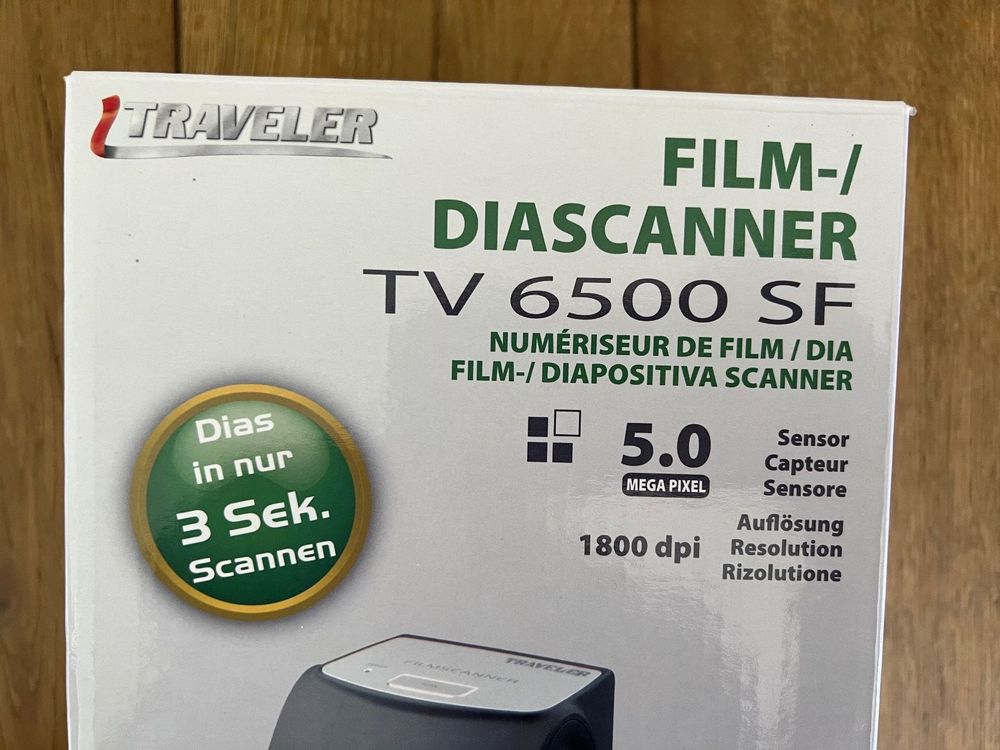 TRAVELER
FILM-/
DIASCANNER
TV 6500 SF
NUMÉRISEUR DE FILM / DIA
FILM-/ DIAPOSITIVA SCANNER
Dias
in nur
3 Sek.
Scannen
5.0
MEGA PIXEL
Sensor
Capteur
Sensore
1800 dpi
Auflösung
Resolution
Rizolutione
TRAVELER
FILMSCANNER